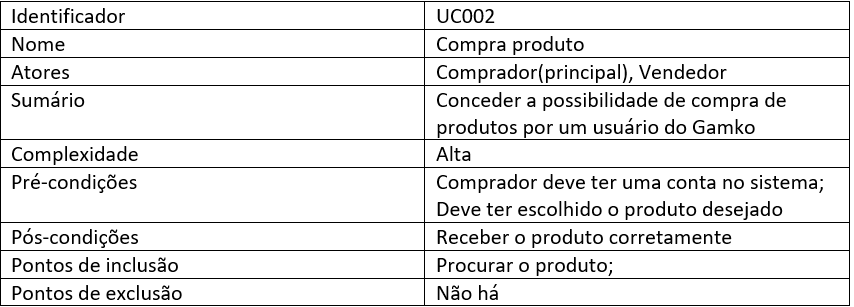 Identificador UC002
Nome Compra produto
Atores Comprador(principal), Vendedor
Sumário Conceder a possibilidade de compra de
produtos por um usuário do Gamko
Complexidade Alta
Pré-condições Comprador deve ter uma conta no sistema;
Deve ter escolhido o produto desejado
Pós-condições Receber o produto corretamente
Pontos de inclusão Procurar o produto;
Pontos de exclusão Não há